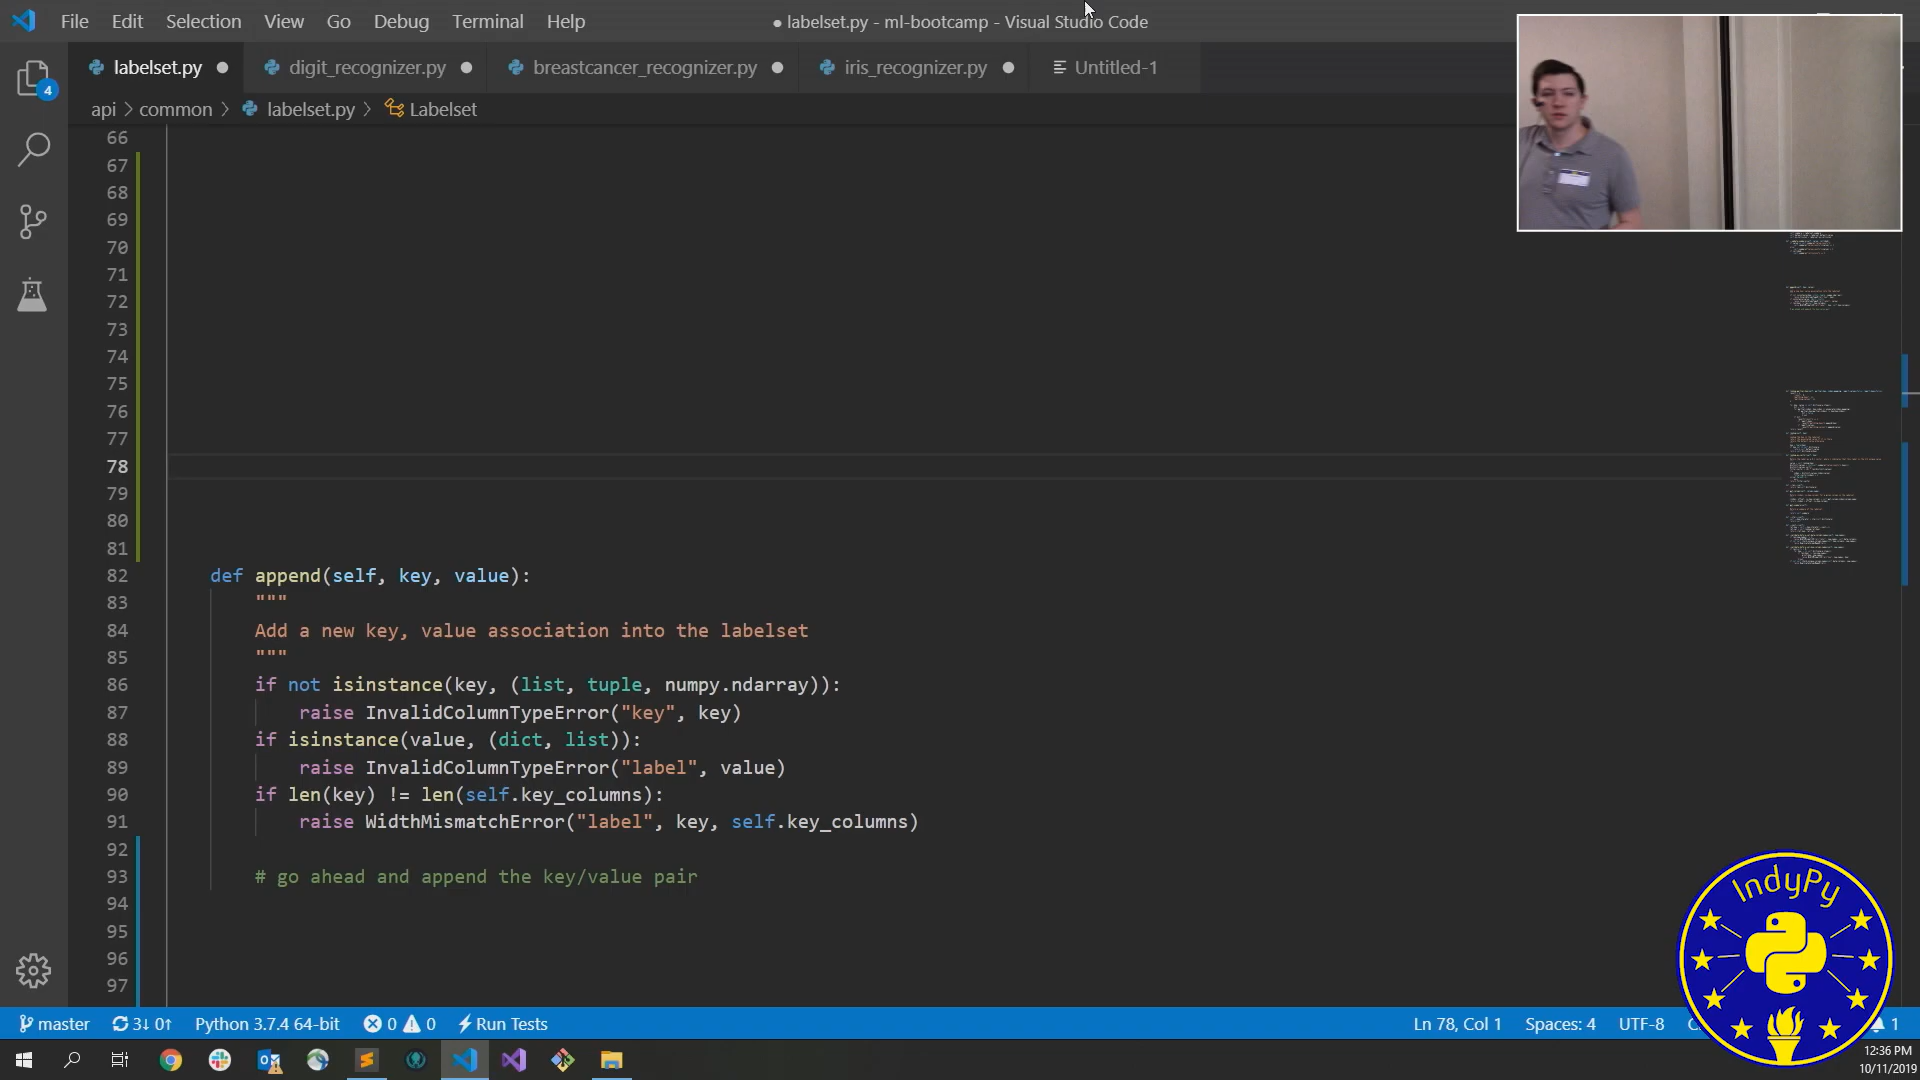 File Edit Selection View Go Debug Terminal Help
● labelset.py - ml-bootcamp - Visual Studio Code
labelset.py digit_recognizer.py breastcancer_recognizer.py iris_recognizer.py Untitled-1
4
api > common > labelset.py > Labelset
66
67
68
69
70
71
72
73
74
75
76
77
78
79
80
81
82 def append(self, key, value):
83 """
84 Add a new key, value association into the labelset
85 """
86 if not isinstance(key, (list, tuple, numpy.ndarray)):
87 raise InvalidColumnTypeError("key", key)
88 if isinstance(value, (dict, list)):
89 raise InvalidColumnTypeError("label", value)
90 if len(key) != len(self.key_columns):
91 raise WidthMismatchError("label", key, self.key_columns)
92
93 # go ahead and append the key/value pair
94
95
96
97
IndyPy
master 3↓ 0↑ Python 3.7.4 64-bit 0 0 Run Tests Ln 78, Col 1 Spaces: 4 UTF-8 1
12:36 PM
10/11/2019